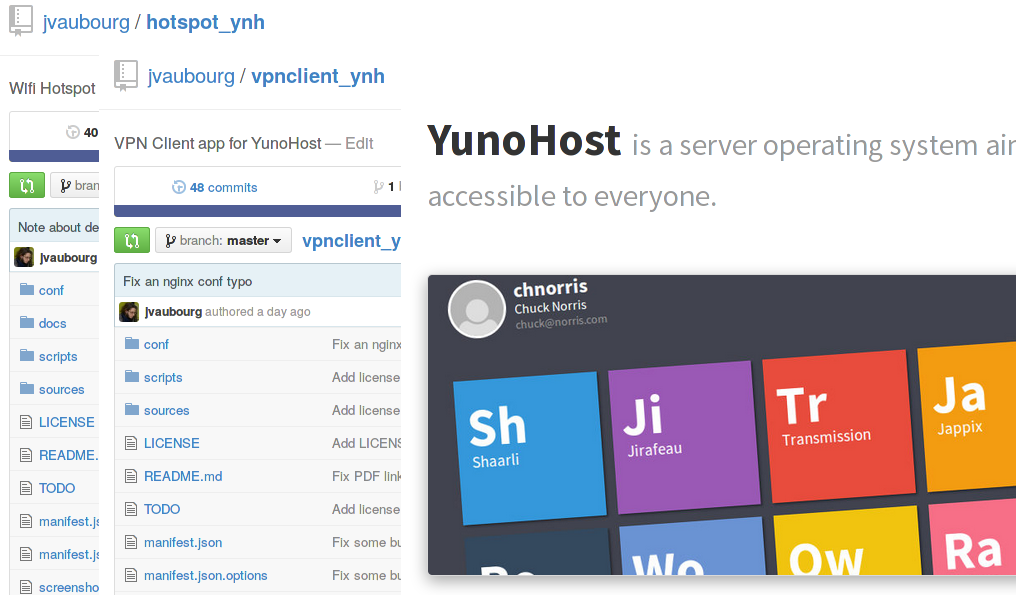 jvaubourg / hotspot_ynh
Wifi Hotspot
40
Note about de
jvaubourg
conf
docs
scripts
sources
LICENSE
README.
TODO
manifest.js
manifest.js
screensho
jvaubourg / vpnclient_ynh
VPN Client app for YunoHost — Edit
48 commits
1
branch: master
vpnclient_y
Fix an nginx conf typo
jvaubourg authored a day ago
conf Fix an nginx
scripts Add license
sources Add license
LICENSE Add LICENS
README.md Fix PDF link
TODO Add license
manifest.json Fix some bu
manifest.json.options Fix some bu
YunoHost is a server operating system aim
accessible to everyone.
chnorris
Chuck Norris
chuck@norris.com
Sh
Shaarli
Ji
Jirafeau
Tr
Transmission
Ja
Jappix
Wo
Ow
Ra